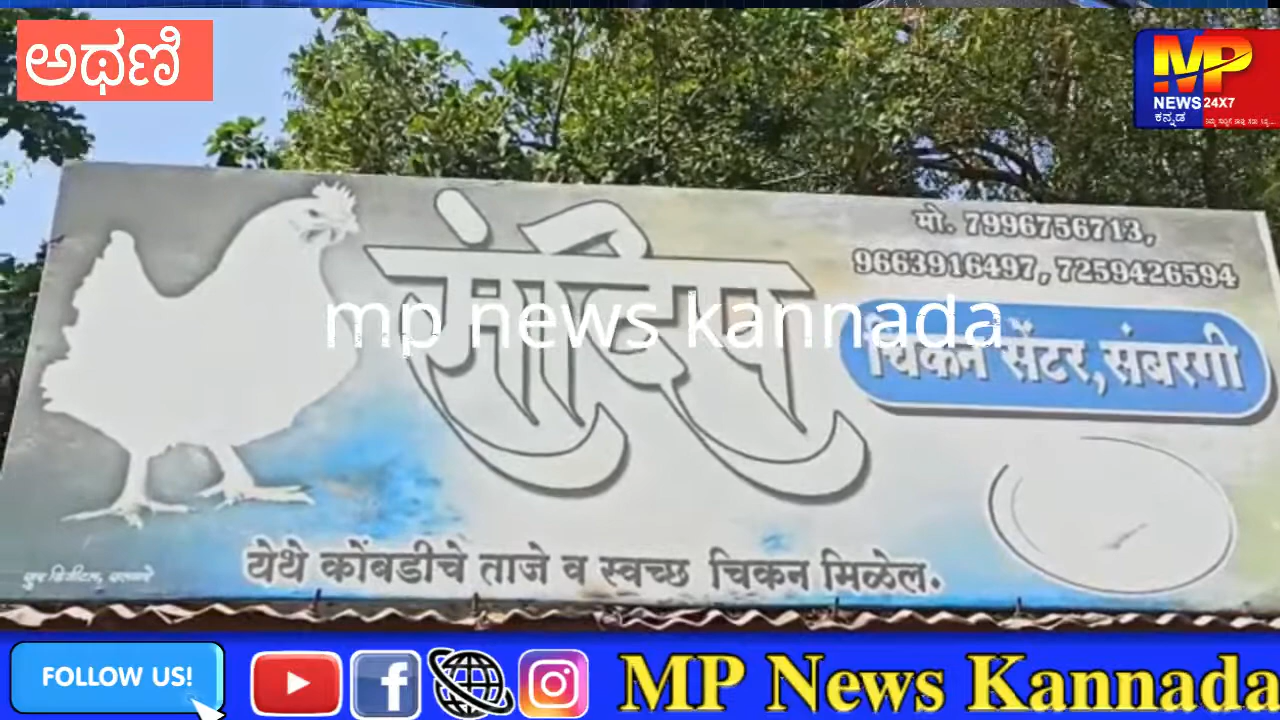 ಅಥಣಿ
MP
NEWS 24X7
ಕನ್ನಡ
मो. 7996756713,
9663916497, 7259426594
mp news kannada
चिकन सेंटर, संबरगी
येथे कोंबडीचे ताजे व स्वच्छ चिकन मिळेल.
FOLLOW US!
MP News Kannada